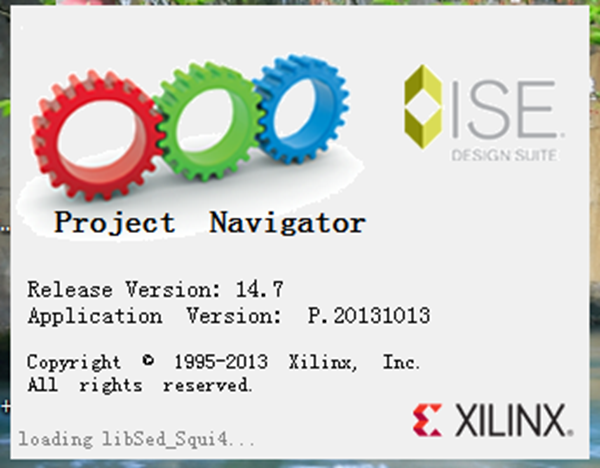 ISE.
DESIGN SUITE
Project Navigator
Release Version: 14.7
Application Version: P.20131013
Copyright © 1995-2013 Xilinx, Inc.
All rights reserved.
XILINX.
loading libSed_Squi4...